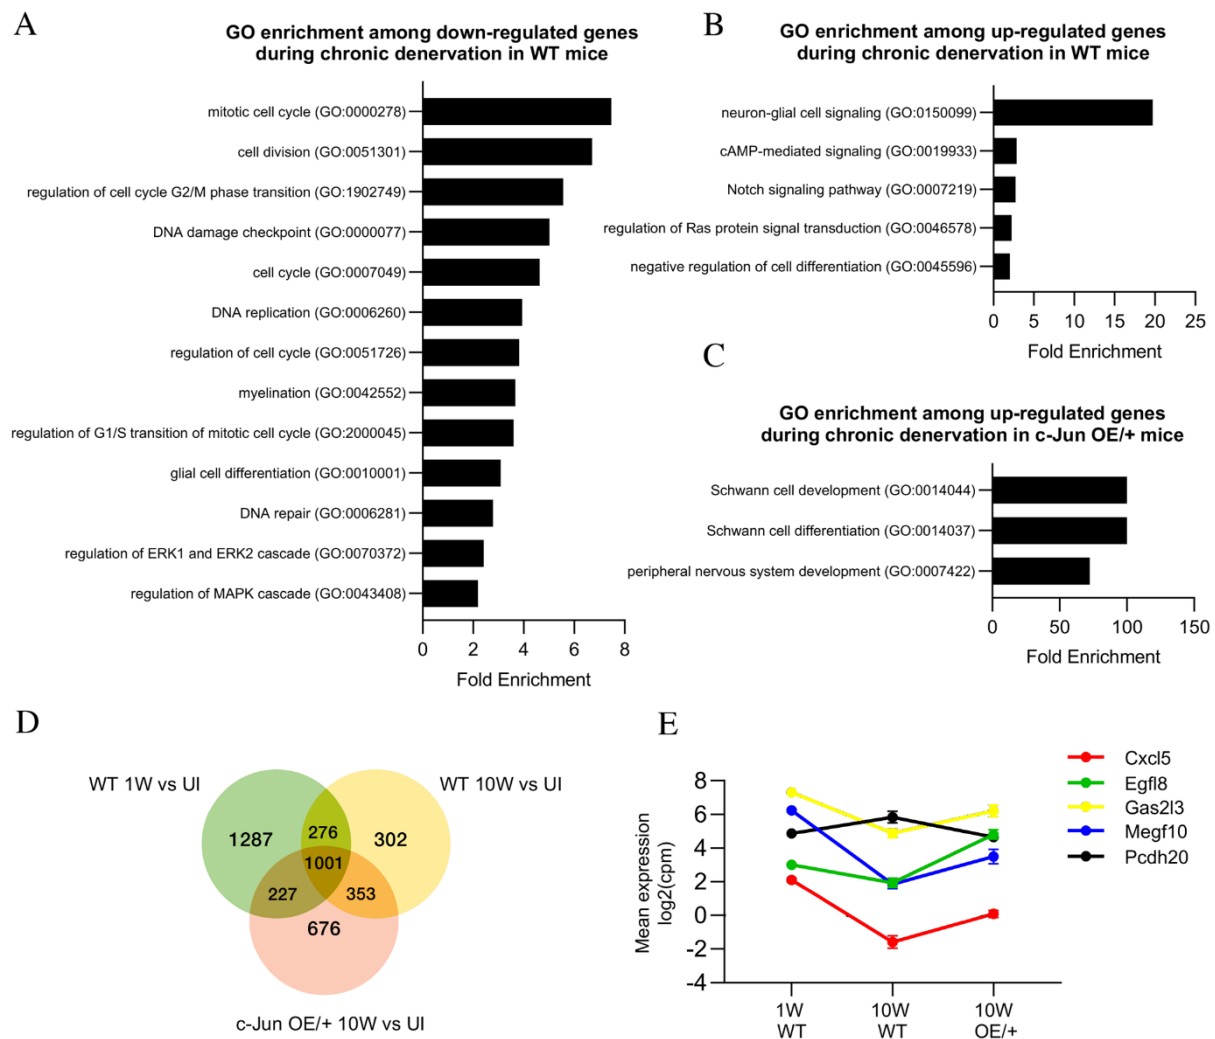 A
GO enrichment among down-regulated genes
during chronic denervation in WT mice
mitotic cell cycle (GO:0000278)
cell division (GO:0051301)
regulation of cell cycle G2/M phase transition (GO:1902749)
DNA damage checkpoint (GO:0000077)
cell cycle (GO:0007049)
DNA replication (GO:0006260)
regulation of cell cycle (GO:0051726)
myelination (GO:0042552)
regulation of G1/S transition of mitotic cell cycle (GO:2000045)
glial cell differentiation (GO:0010001)
DNA repair (GO:0006281)
regulation of ERK1 and ERK2 cascade (GO:0070372)
regulation of MAPK cascade (GO:0043408)
0 2 4 6 8
Fold Enrichment
B
GO enrichment among up-regulated genes
during chronic denervation in WT mice
neuron-glial cell signaling (GO:0150099)
cAMP-mediated signaling (GO:0019933)
Notch signaling pathway (GO:0007219)
regulation of Ras protein signal transduction (GO:0046578)
negative regulation of cell differentiation (GO:0045596)
0 5 10 15 20 25
Fold Enrichment
C
GO enrichment among up-regulated genes
during chronic denervation in c-Jun OE/+ mice
Schwann cell development (GO:0014044)
Schwann cell differentiation (GO:0014037)
peripheral nervous system development (GO:0007422)
0 50 100 150
Fold Enrichment
D
WT 1W vs UI
WT 10W vs UI
1287
276
302
1001
227
353
676
c-Jun OE/+ 10W vs UI
E
Mean expression
log2(cpm)
8
6
4
2
0
-2
-4
1W
WT
10W
WT
10W
OE/+
Cxcl5
Egfl8
Gas2l3
Megf10
Pcdh20